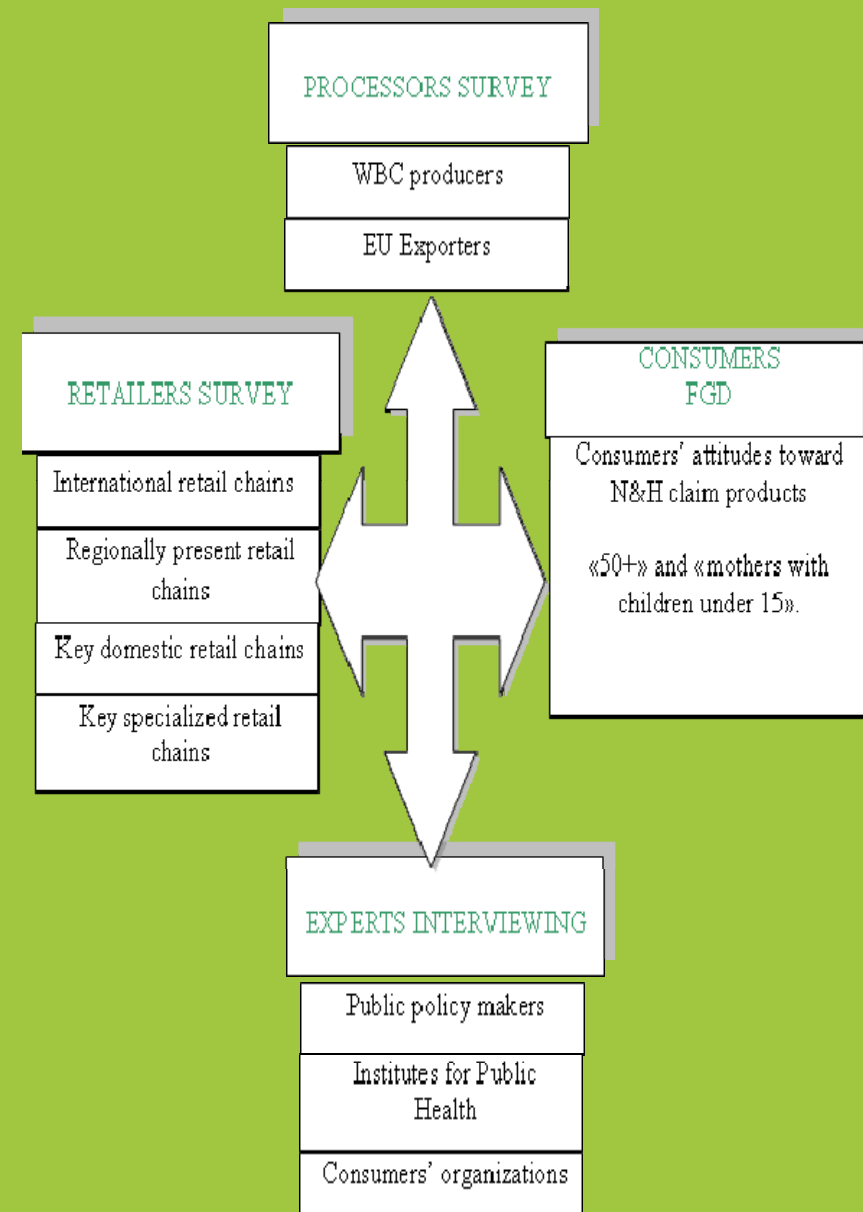 PROCESSORS SURVEY
WBC producers
EU Exporters
RETAILERS SURVEY
International retail chains
Regionally present retail
chains
Key domestic retail chains
Key specialized retail
chains
CONSUMERS
FGD
Consumers' attitudes toward
N&H claim products
«50+» and «mothers with
children under 15».
EXPERTS INTERVIEWING
Public policy makers
Institutes for Public
Health
Consumers' organizations